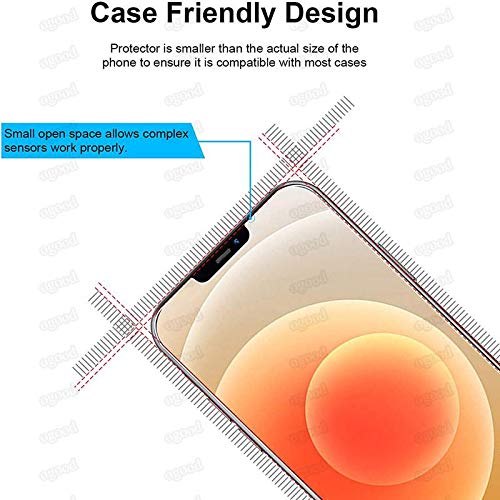 Case Friendly Design
Protector is smaller than the actual size of the
phone to ensure it is compatible with most cases
Small open space allows complex
sensors work properly.
qgood